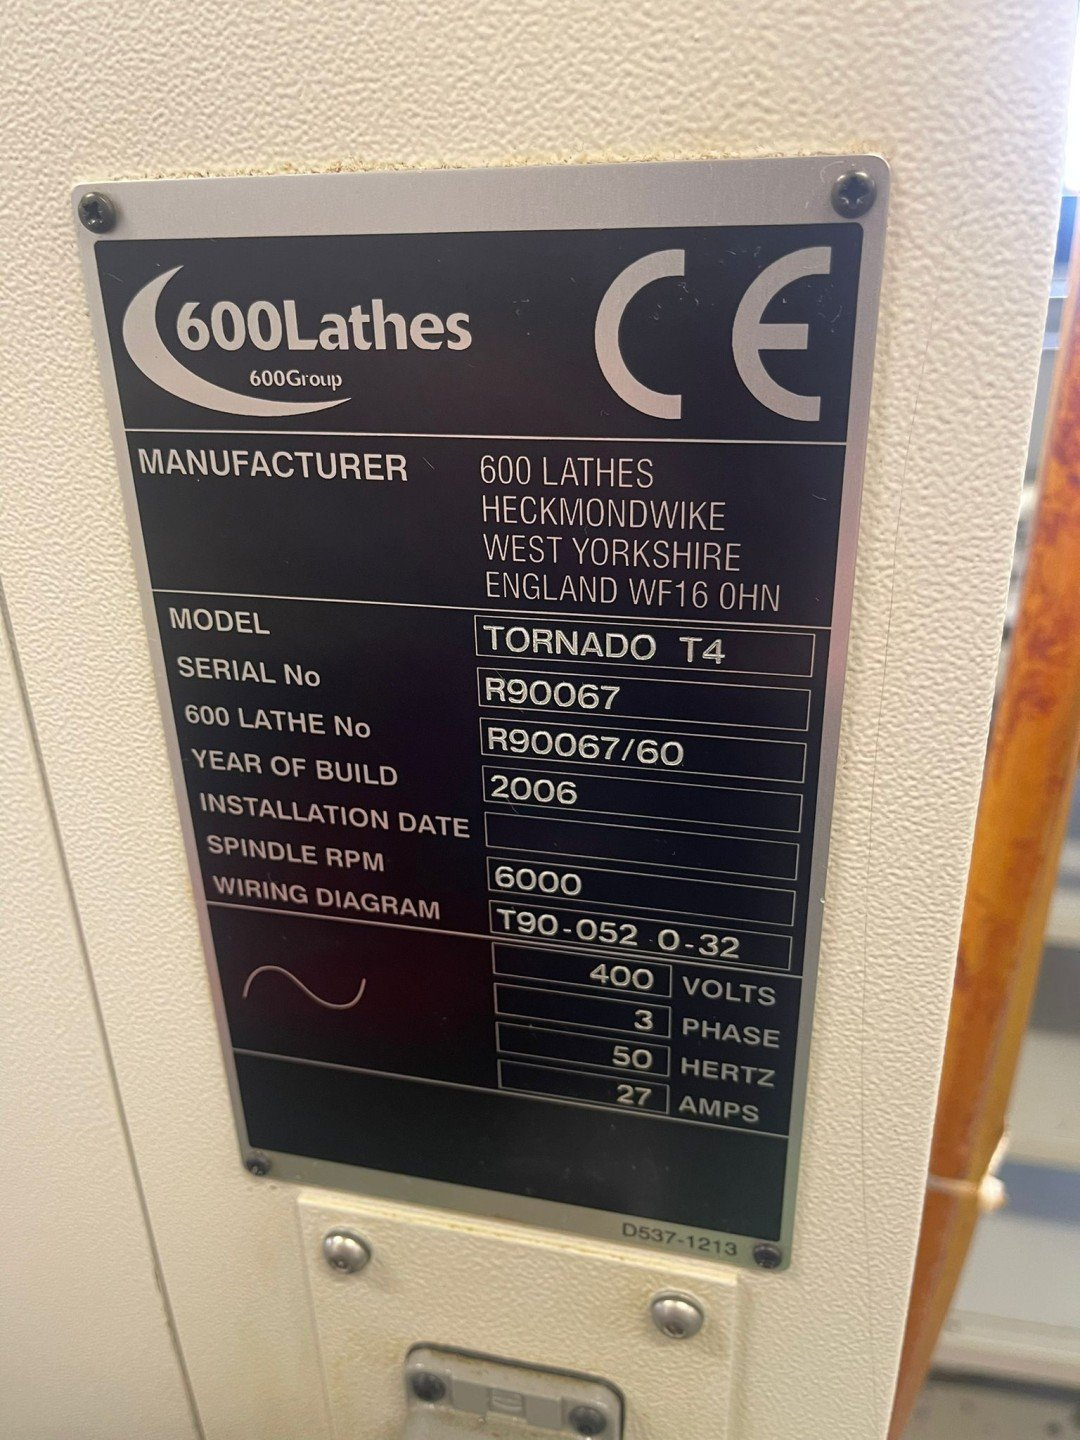 600Lathes
600Group
CE
MANUFACTURER 600 LATHES
HECKMONDWIKE
WEST YORKSHIRE
ENGLAND WF16 0HN
MODEL TORNADO T4
SERIAL No R90067
600 LATHE No R90067/60
YEAR OF BUILD 2006
INSTALLATION DATE
SPINDLE RPM 6000
WIRING DIAGRAM T90-052 0-32
400 VOLTS
3 PHASE
50 HERTZ
27 AMPS
D537-1213